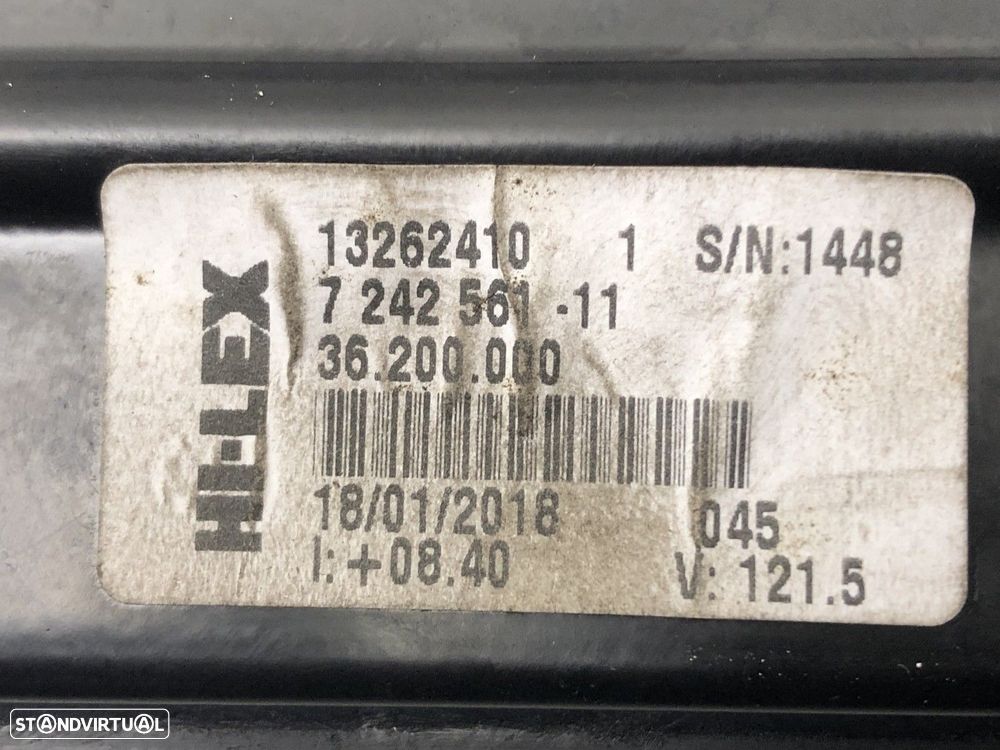 HI-LEX
13262410 1 S/N:1448
7 242 561 -11
36.200.000
18/01/2018 045
I: +08.40 V: 121.5
STANDVIRTUAL